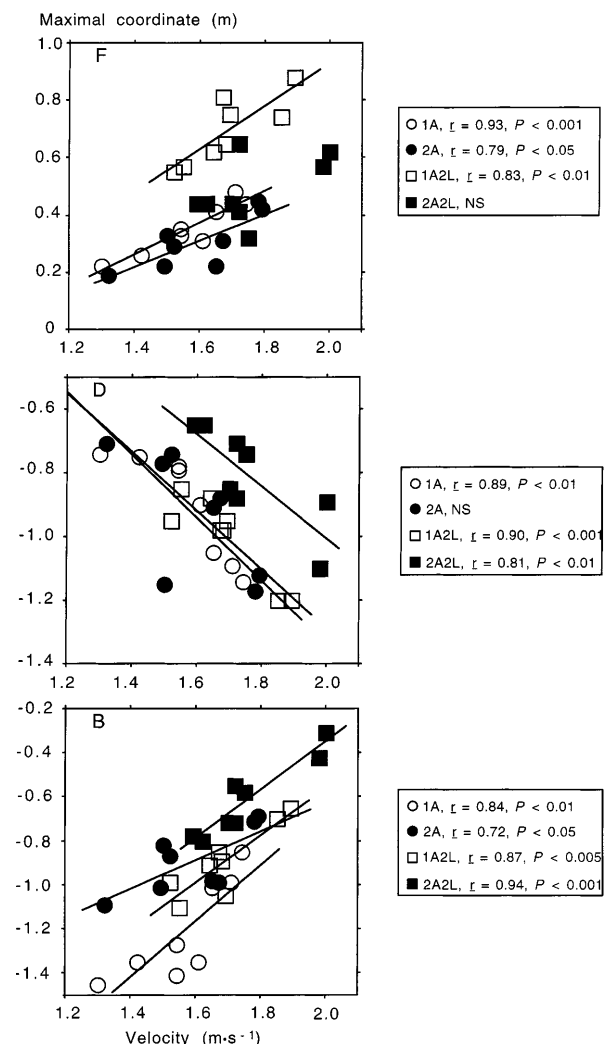 Maximal coordinate (m)
F
1.0
0.8
0.6
0.4
0.2
0
1.2 1.4 1.6 1.8 2.0
1A, r = 0.93, P < 0.001
2A, r = 0.79, P < 0.05
1A2L, r = 0.83, P < 0.01
2A2L, NS
D
-0.6
-0.8
-1.0
-1.2
-1.4
1.2 1.4 1.6 1.8 2.0
1A, r = 0.89, P < 0.01
2A, NS
1A2L, r = 0.90, P < 0.001
2A2L, r = 0.81, P < 0.01
B
-0.2
-0.4
-0.6
-0.8
-1.0
-1.2
-1.4
1.2 1.4 1.6 1.8 2.0
1A, r = 0.84, P < 0.01
2A, r = 0.72, P < 0.05
1A2L, r = 0.87, P < 0.005
2A2L, r = 0.94, P < 0.001
Velocity (m•s⁻¹)